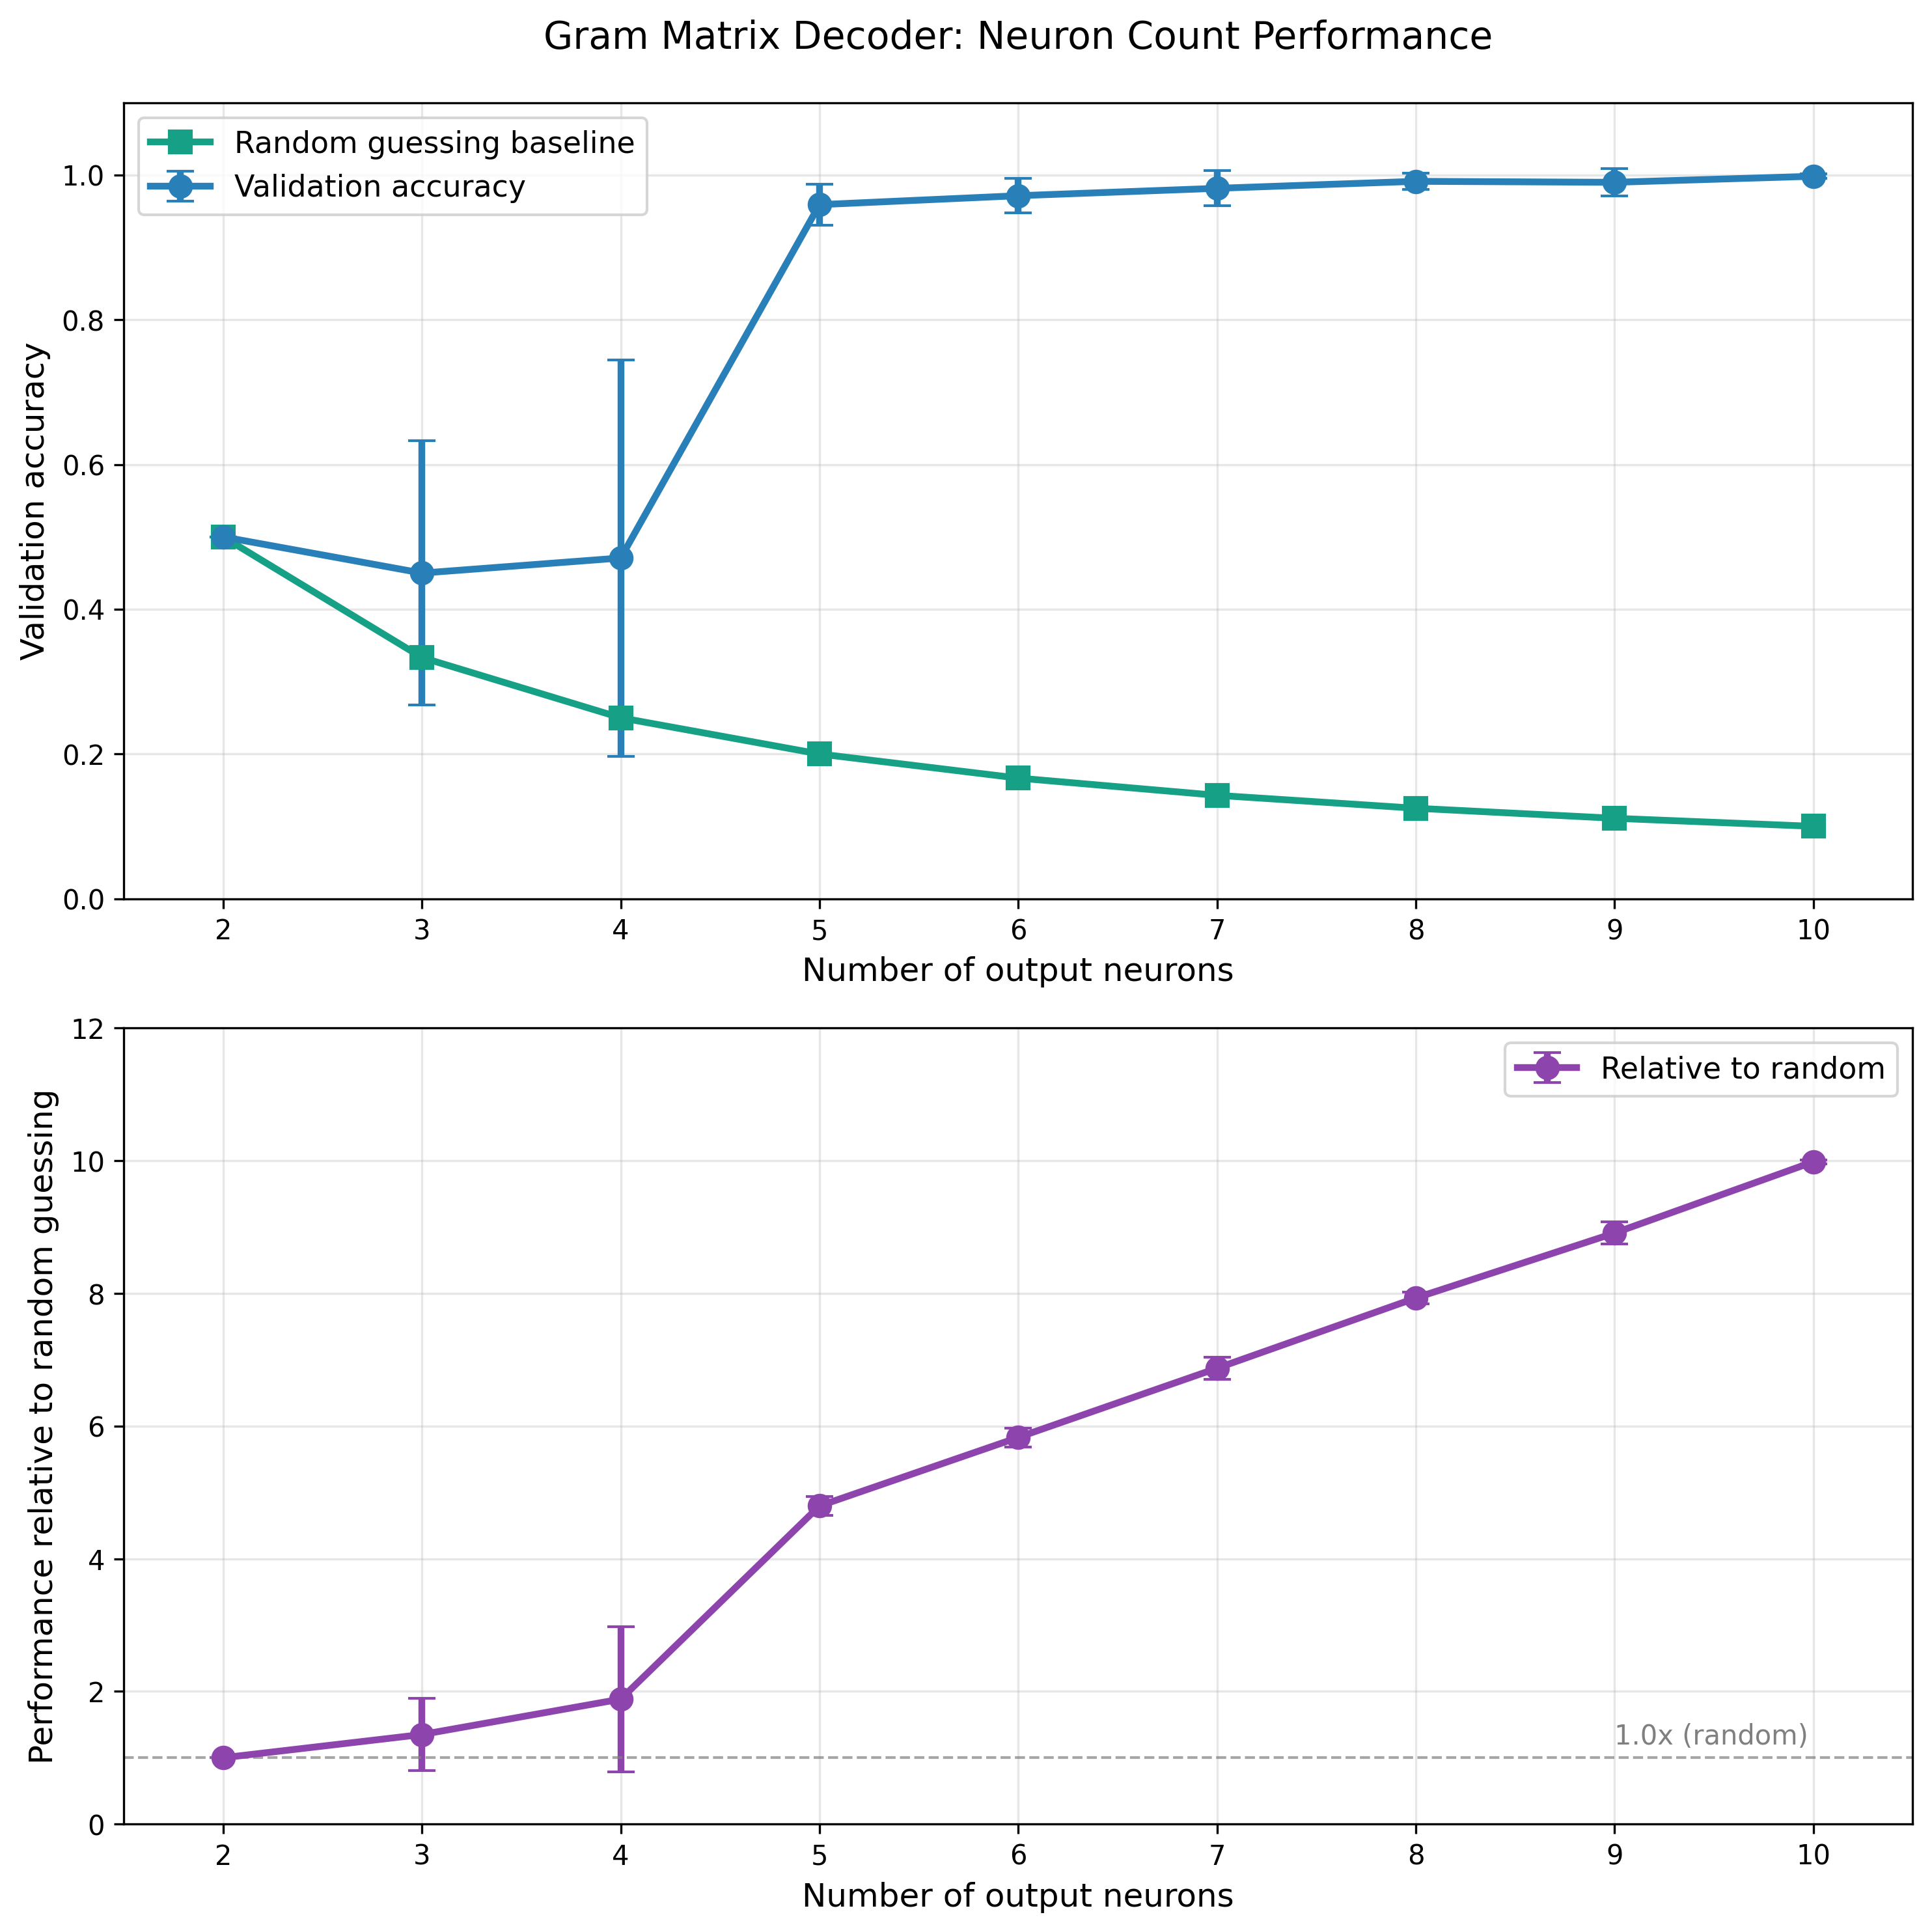 Gram Matrix Decoder: Neuron Count Performance
Random guessing baseline
Validation accuracy
Validation accuracy
1.0
0.8
0.6
0.4
0.2
0.0
2 3 4 5 6 7 8 9 10
Number of output neurons
Relative to random
Performance relative to random guessing
12
10
8
6
4
2
0
1.0x (random)
2 3 4 5 6 7 8 9 10
Number of output neurons